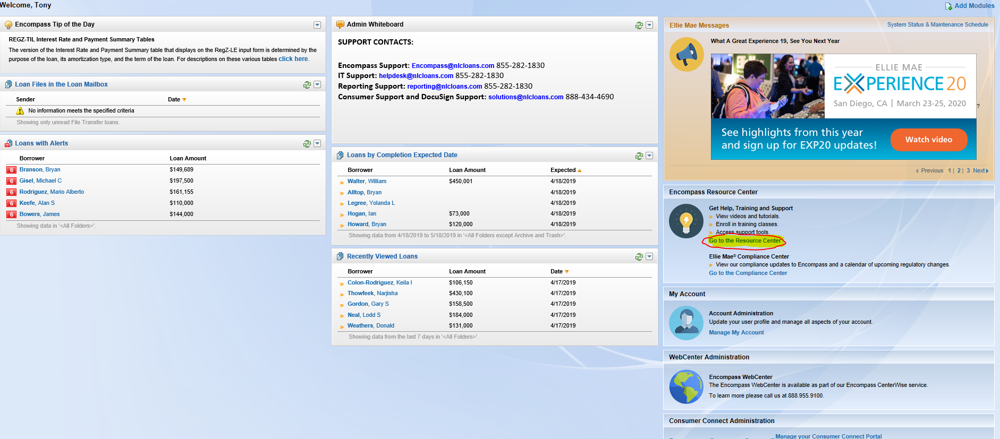 Welcome, Tony
Add Modules
Encompass Tip of the Day
REGZ-TIL Interest Rate and Payment Summary Tables
The version of the Interest Rate and Payment Summary table that displays on the RegZ-LE input form is determined by the
purpose of the loan, its amortization type, and the term of the loan. For descriptions on these various tables click here.
Loan Files in the Loan Mailbox
Sender Date
No information meets the specified criteria
Showing only unread File Transfer loans.
Loans with Alerts
Borrower Loan Amount
6 Branson, Bryan $149,689
6 Gisel, Michael C $197,500
6 Rodriguez, Mario Alberto $161,155
6 Keefe, Alan S $110,000
6 Bowers, James $144,000
Showing data in '<All Folders>'.
Admin Whiteboard
SUPPORT CONTACTS:
Encompass Support: Encompass@nlcloans.com 855-282-1830
IT Support: helpdesk@nlcloans.com 855-282-1830
Reporting Support: reporting@nlcloans.com 855-282-1830
Consumer Support and DocuSign Support: solutions@nlcloans.com 888-434-4690
Loans by Completion Expected Date
Borrower Loan Amount Expected
» Walter, William $450,001 4/18/2019
» Alltop, Bryan 4/18/2019
» Legree, Yolanda L 4/18/2019
» Hogan, Ian $73,000 4/18/2019
» Howard, Bryan $120,000 4/18/2019
Showing data from 4/18/2019 to 5/18/2019 in '<All Folders except Archive and Trash>'.
Recently Viewed Loans
Borrower Loan Amount Date
» Colon-Rodriguez, Keila I $106,150 4/17/2019
» Thowfeek, Narjisha $430,100 4/17/2019
» Gordon, Gary S $158,500 4/17/2019
» Neal, Lodd S $184,000 4/17/2019
» Weathers, Donald $131,000 4/17/2019
Showing data from the last 7 days in '<All Folders>'.
Ellie Mae Messages System Status & Maintenance Schedule
What A Great Experience 19, See You Next Year
ELLIE MAE
EXPERIENCE 20
San Diego, CA | March 23-25, 2020
?
See highlights from this year
and sign up for EXP20 updates!
Watch video
Previous 1 | 2 | 3 Next
Encompass Resource Center
Get Help, Training and Support
» View videos and tutorials.
» Enroll in training classes.
» Access support tools.
Go to the Resource Center
Ellie Mae® Compliance Center
» View our compliance updates to Encompass and a calendar of upcoming regulatory changes.
Go to the Compliance Center
My Account
Account Administration
Update your user profile and manage all aspects of your account.
Manage My Account
WebCenter Administration
Encompass WebCenter
The Encompass WebCenter is available as part of our Encompass CenterWise service.
To learn more please call us at 888.955.9100.
Consumer Connect Administration
Manage your Consumer Connect Portal